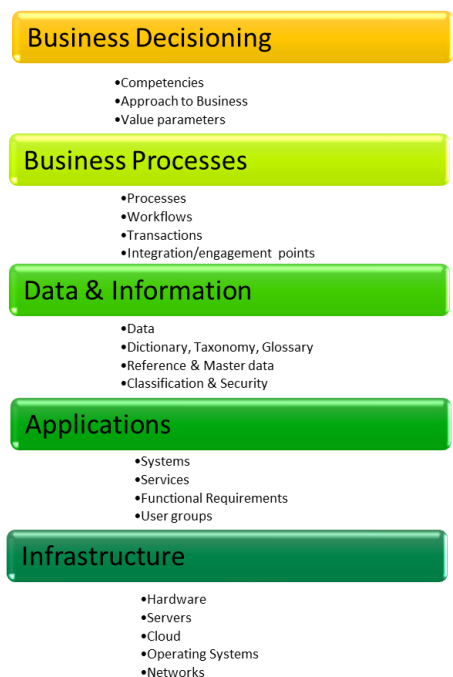 Business Decisioning
•Competencies
•Approach to Business
•Value parameters
Business Processes
•Processes
•Workflows
•Transactions
•Integration/engagement points
Data & Information
•Data
•Dictionary, Taxonomy, Glossary
•Reference & Master data
•Classification & Security
Applications
•Systems
•Services
•Functional Requirements
•User groups
Infrastructure
•Hardware
•Servers
•Cloud
•Operating Systems
•Networks